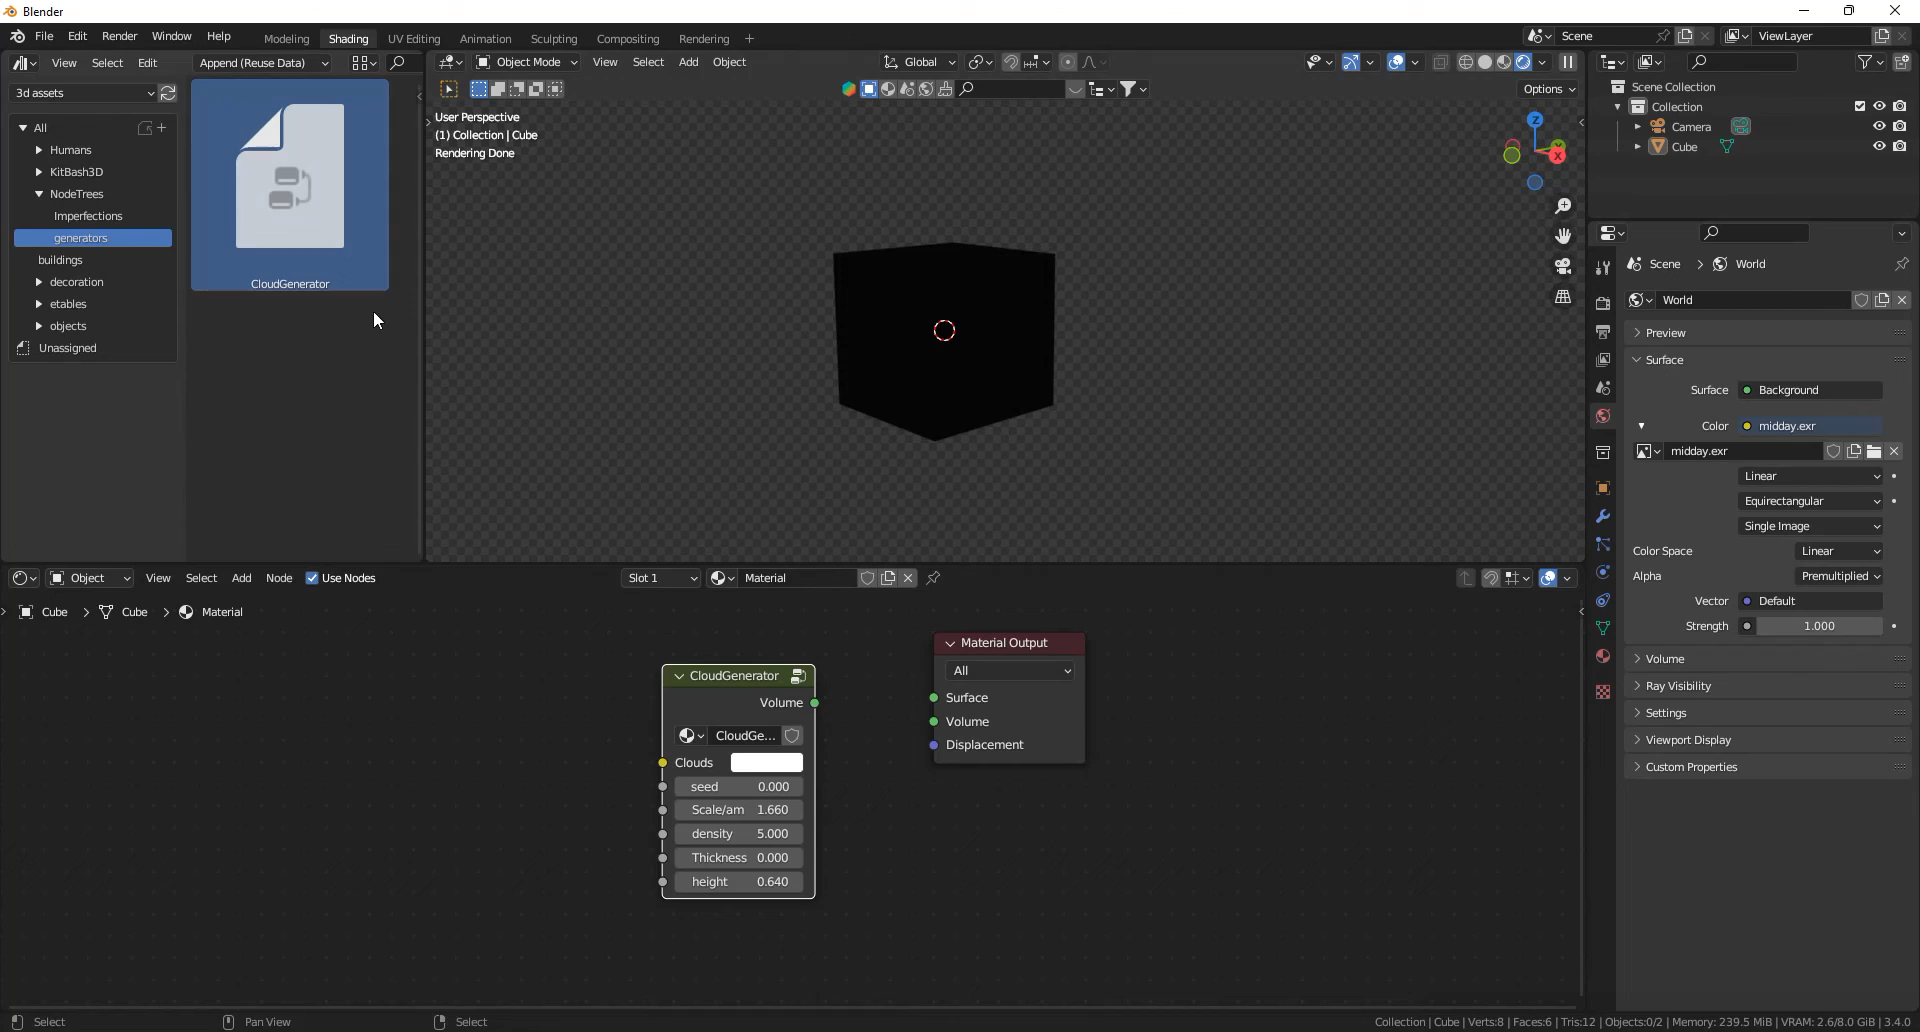 Blender
File Edit Render Window Help Modeling Shading UV Editing Animation Sculpting Compositing Rendering +
Scene
ViewLayer
View Select Edit Append (Reuse Data)
Object Mode View Select Add Object
Global
3d assets
Options
All
Humans
KitBash3D
NodeTrees
Imperfections
generators
buildings
decoration
etables
objects
Unassigned
CloudGenerator
User Perspective
(1) Collection | Cube
Rendering Done
Z
X
Y
Scene Collection
Collection
Camera
Cube
Scene > World
World
Preview
Surface
Surface Background
Color midday.exr
midday.exr
Linear
Equirectangular
Single Image
Color Space Linear
Alpha Premultiplied
Vector Default
Strength 1.000
Volume
Ray Visibility
Settings
Viewport Display
Custom Properties
Object View Select Add Node Use Nodes Slot 1 Material
Cube > Cube > Material
CloudGenerator
Volume
CloudGe...
Clouds
seed 0.000
Scale/am 1.660
density 5.000
Thickness 0.000
height 0.640
Material Output
All
Surface
Volume
Displacement
Select Pan View Select
Collection | Cube | Verts:8 | Faces:6 | Tris:12 | Objects:0/2 | Memory: 239.5 MiB | VRAM: 2.6/8.0 GiB | 3.4.0